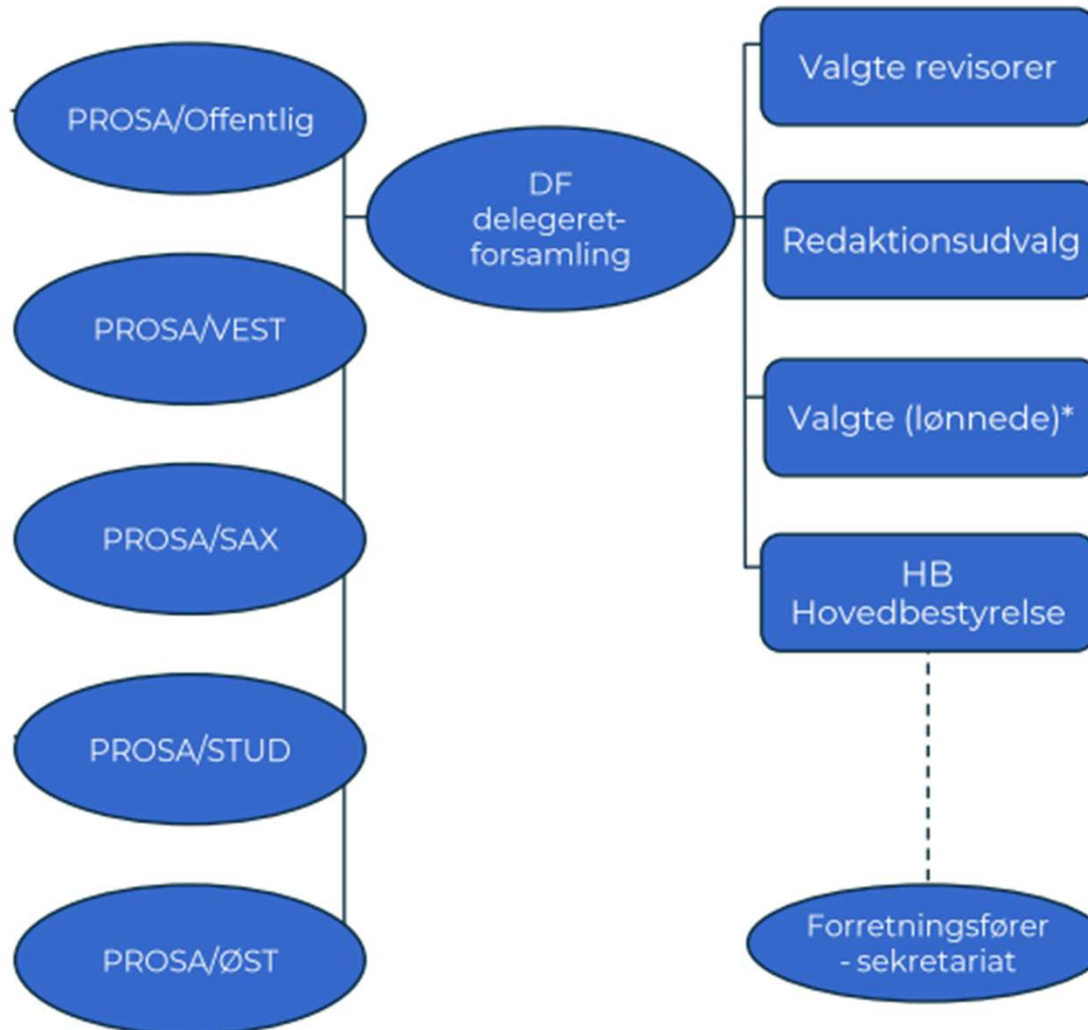 PROSA/Offentlig
PROSA/VEST
PROSA/SAX
PROSA/STUD
PROSA/ØST
DF
delegeret-
forsamling
Valgte revisorer
Redaktionsudvalg
Valgte (lønnede)*
HB
Hovedbestyrelse
Forretningsfører
- sekretariat